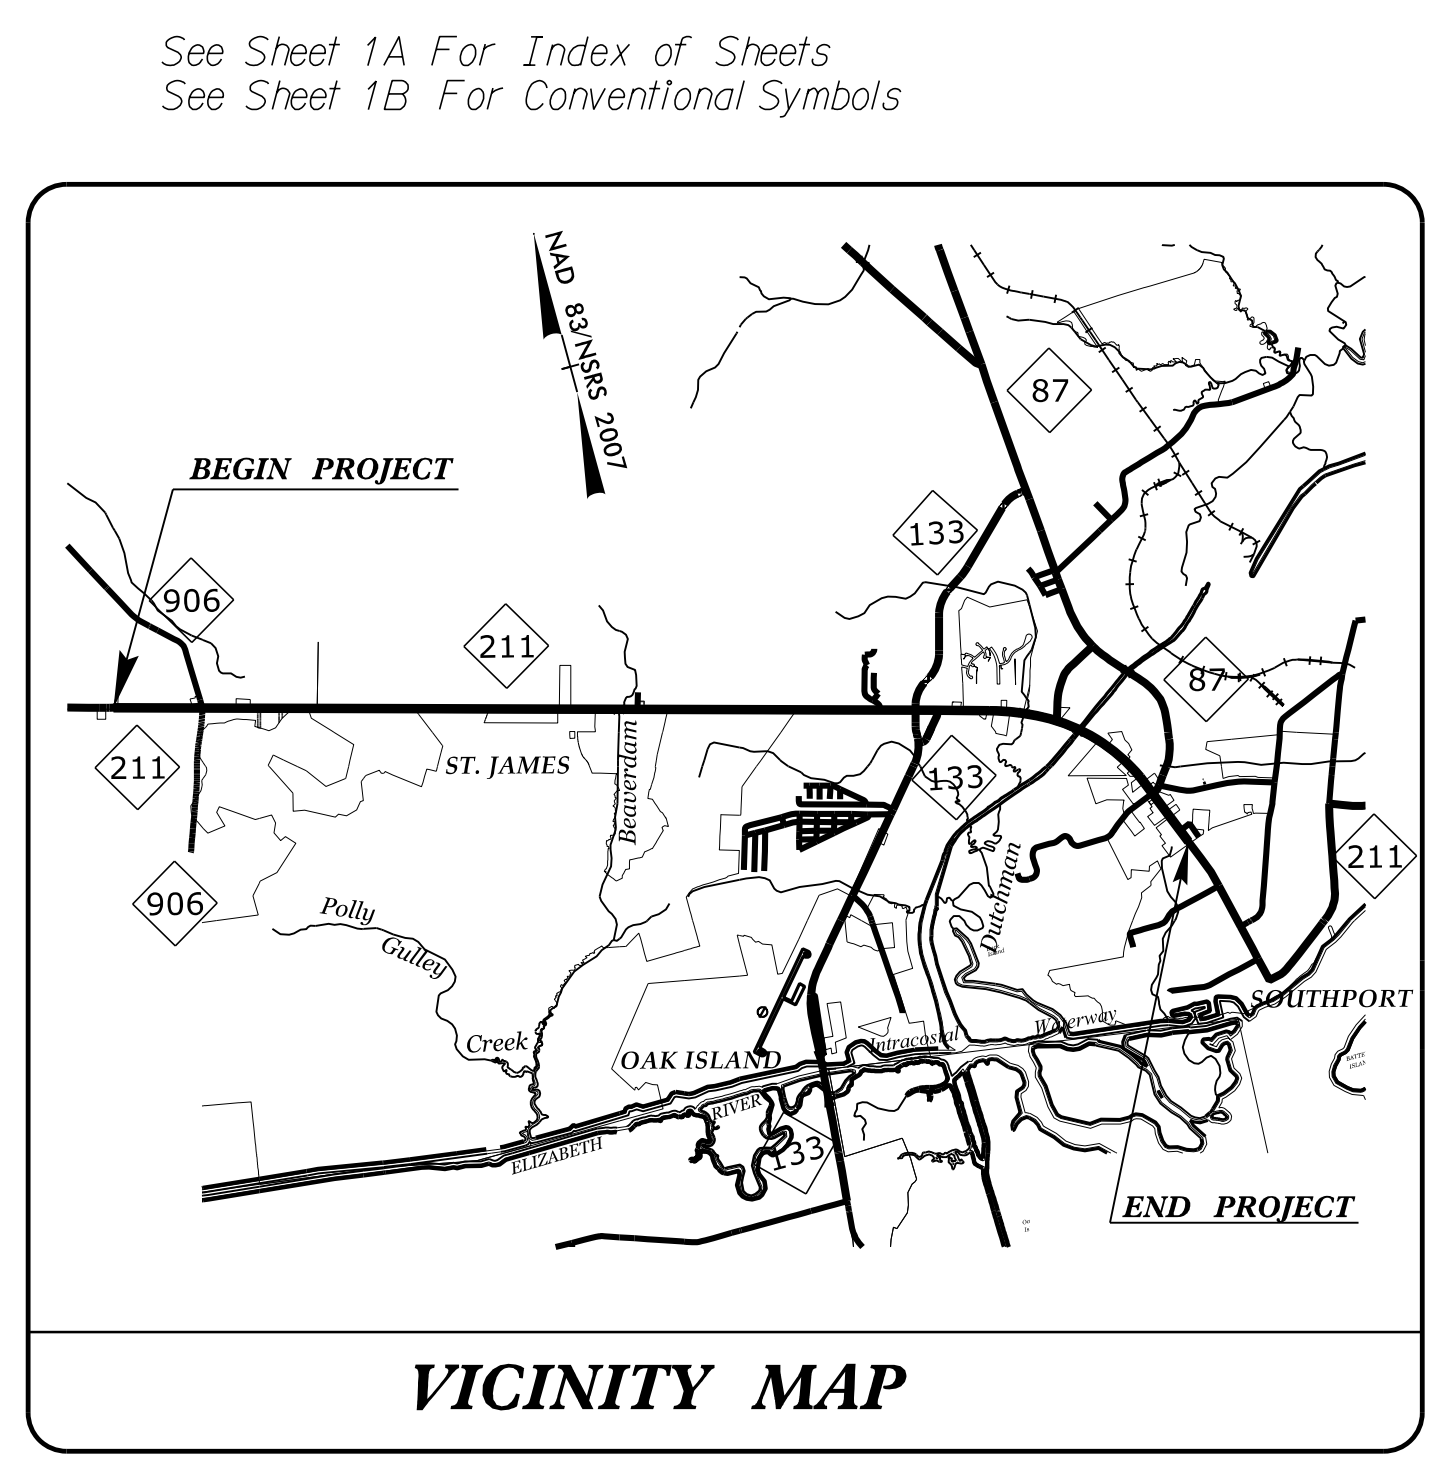 See Sheet 1A For Index of Sheets
See Sheet 1B For Conventional Symbols
NAD 83/NSRS 2007
87
BEGIN PROJECT
133
906
211
87
211
ST. JAMES
Beaverdam
133
211
906
Dutchman
Polly
Gulley
SOUTHPORT
Waterway
Intracostal
Creek
OAK ISLAND
BATTE
ISLAN
RIVER
133
ELIZABETH
END PROJECT
VICINITY MAP